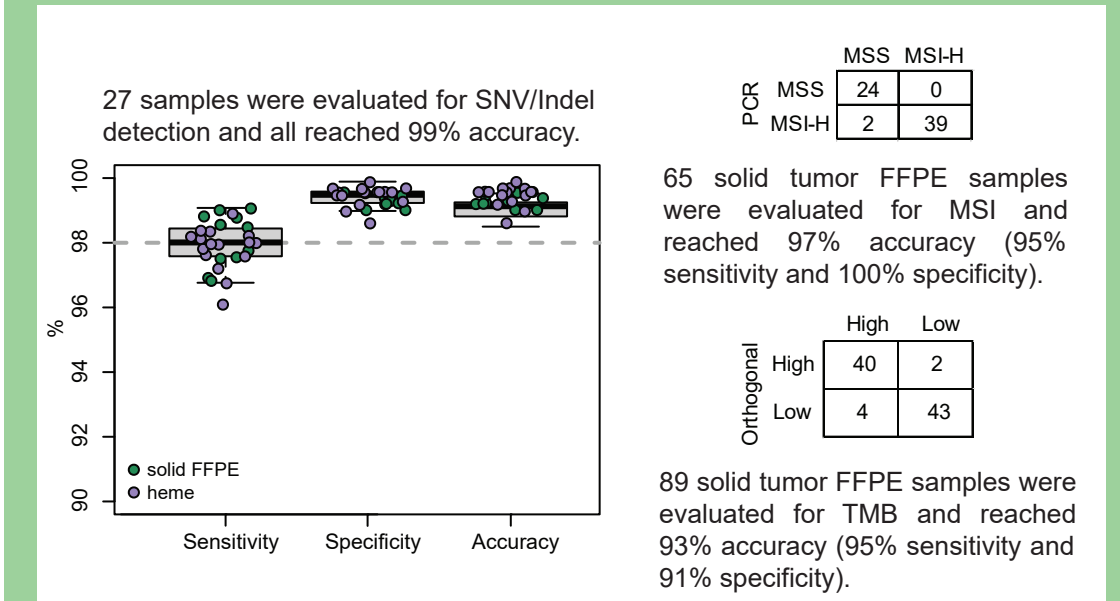 27 samples were evaluated for SNV/Indel
detection and all reached 99% accuracy.
%
100
98
96
94
92
90
solid FFPE
heme
Sensitivity Specificity Accuracy
MSS MSI-H
PCR
MSS 24 0
MSI-H 2 39
65 solid tumor FFPE samples
were evaluated for MSI and
reached 97% accuracy (95%
sensitivity and 100% specificity).
High Low
Orthogonal
High 40 2
Low 4 43
89 solid tumor FFPE samples were
evaluated for TMB and reached
93% accuracy (95% sensitivity and
91% specificity).